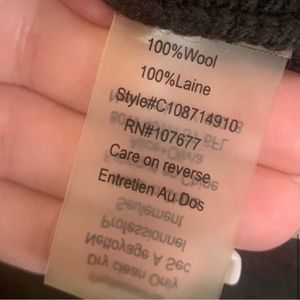 100%Wool
100%Laine
Style#C108714910
RN#107677
Care on reverse
Entretien Au Dos
Seulement
Professionnel
Nettoyage A Sec
Dry clean Only